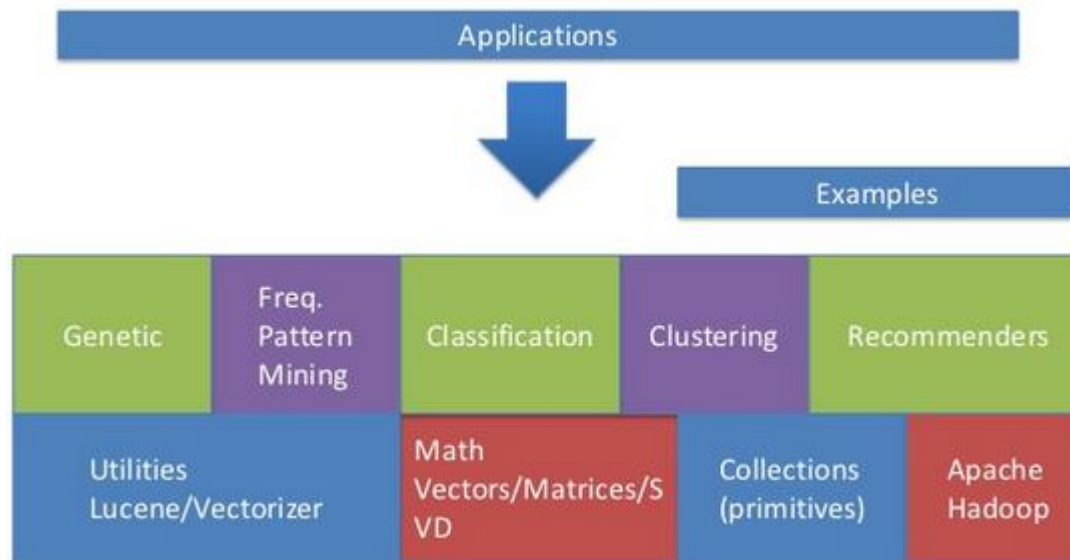 Applications
Examples
Genetic
Freq.
Pattern
Mining
Classification
Clustering
Recommenders
Utilities
Lucene/Vectorizer
Math
Vectors/Matrices/S
VD
Collections
(primitives)
Apache
Hadoop